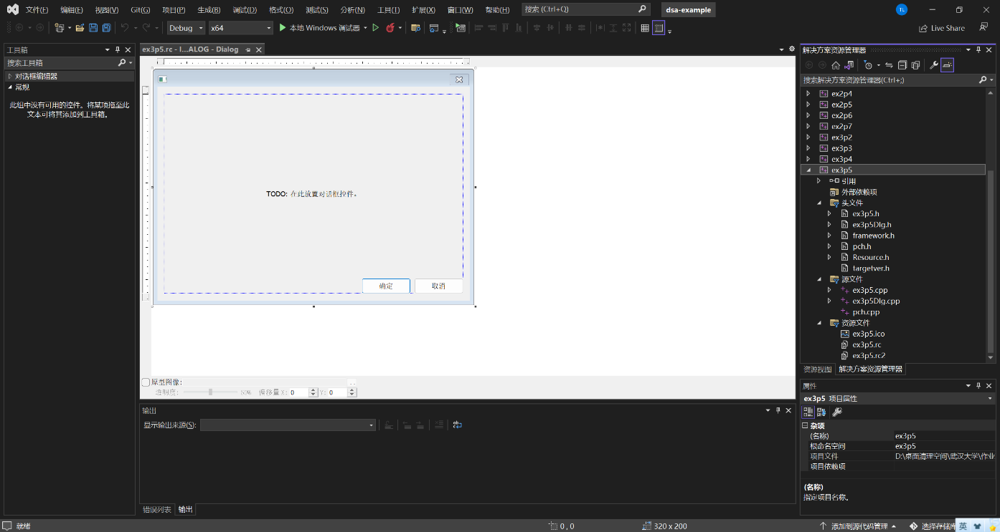 文件(F) 编辑(E) 视图(V) Git(G) 项目(P) 生成(B) 调试(D) 格式(O) 测试(S) 分析(N) 工具(T) 扩展(X) 窗口(W) 帮助(H) 搜索 (Ctrl+Q) dsa-example TL
Debug x64 本地 Windows 调试器 Live Share
工具箱
搜索工具箱
对话框编辑器
常规
此组中没有可用的控件。将某项拖至此
文本可将其添加到工具箱。
ex3p5.rc - I...ALOG - Dialog
TODO: 在此放置对话框控件。
确定 取消
原型图像: ..
透明度: 50% 偏移量 X: 0 Y: 0
输出
显示输出来源(S):
错误列表 输出
解决方案资源管理器
搜索解决方案资源管理器(Ctrl+;)
ex2p4
ex2p5
ex2p6
ex2p7
ex3p2
ex3p3
ex3p4
ex3p5
引用
外部依赖项
头文件
ex3p5.h
ex3p5Dlg.h
framework.h
pch.h
Resource.h
targetver.h
源文件
ex3p5.cpp
ex3p5Dlg.cpp
pch.cpp
资源文件
ex3p5.ico
ex3p5.rc
ex3p5.rc2
资源视图 解决方案资源管理器
属性
ex3p5 项目属性
杂项
(名称) ex3p5
根命名空间 ex3p5
项目文件 D:\桌面清理空间\武汉大学\作业
项目依赖项
(名称)
指定项目名称。
就绪 0 , 0 320 x 200 添加到源代码管理 选择存储库 英